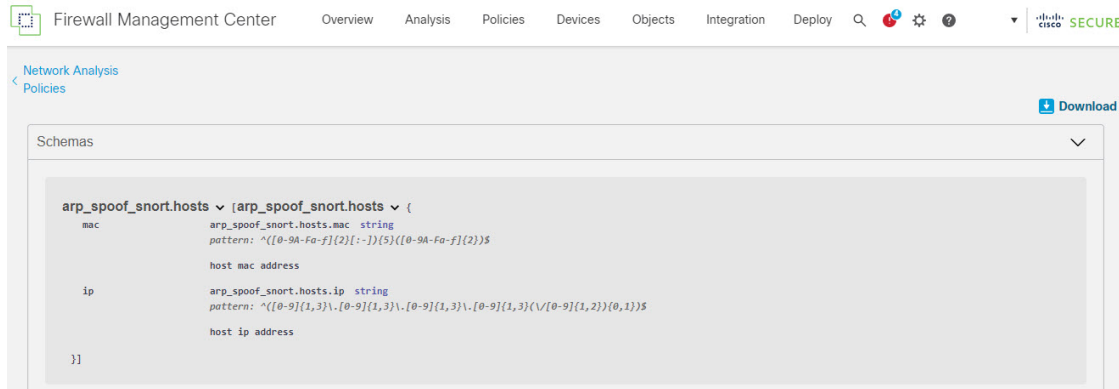 Firewall Management Center Overview Analysis Policies Devices Objects Integration Deploy 4 ? cisco SECURE
Network Analysis
Policies
Download
Schemas
arp_spoof_snort.hosts [arp_spoof_snort.hosts {
mac arp_spoof_snort.hosts.mac string
pattern: ^([0-9A-Fa-f]{2}[:-]){5}([0-9A-Fa-f]{2})$
host mac address
ip arp_spoof_snort.hosts.ip string
pattern: ^([0-9]{1,3}\.[0-9]{1,3}\.[0-9]{1,3}\.[0-9]{1,3}(\/[0-9]{1,2}){0,1})$
host ip address
}]